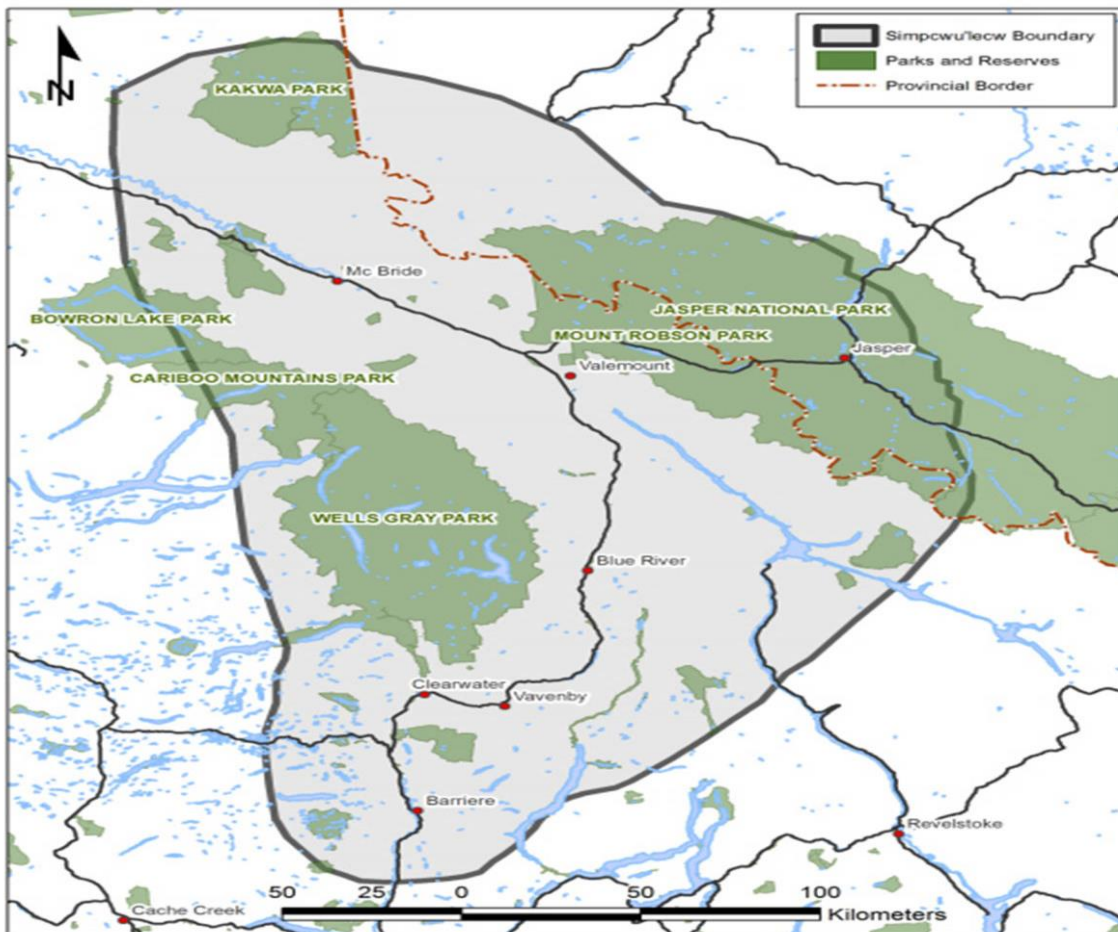 Simpcwu'lecw Boundary
Parks and Reserves
Provincial Border
N
KAKWA PARK
Mc Bride
BOWRON LAKE PARK
JASPER NATIONAL PARK
MOUNT ROBSON PARK
Jasper
Valemount
CARIBOO MOUNTAINS PARK
WELLS GRAY PARK
Blue River
Clearwater
Vavenby
Barriere
Revelstoke
Cache Creek
50 25 0 50 100
Kilometers